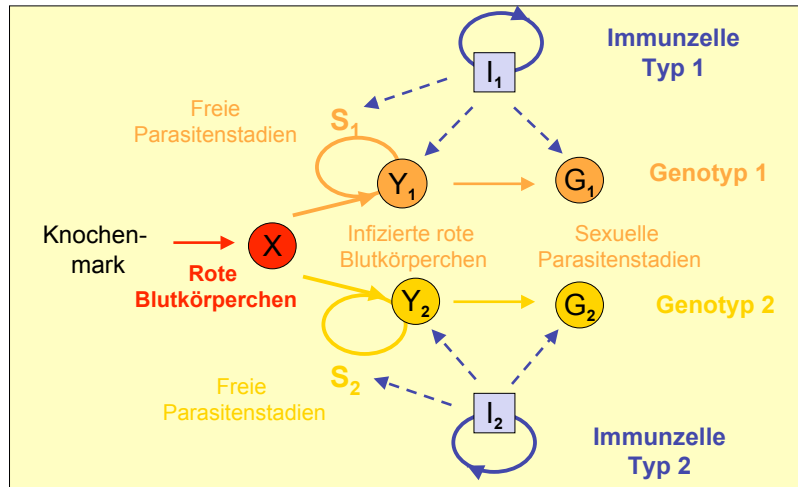 Immunzelle
Typ 1
I1
Freie
Parasitenstadien
S1
Y1
G1
Genotyp 1
Knochen-
mark
X
Rote
Blutkörperchen
Infizierte rote
Blutkörperchen
Sexuelle
Parasitenstadien
Y2
G2
Genotyp 2
S2
Freie
Parasitenstadien
I2
Immunzelle
Typ 2